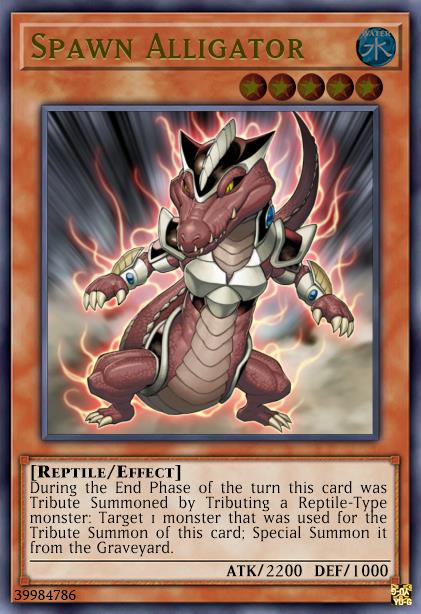 SPAWN ALLIGATOR
WATER
水
[REPTILE/EFFECT]
During the End Phase of the turn this card was
Tribute Summoned by Tributing a Reptile-Type
monster: Target 1 monster that was used for the
Tribute Summon of this card; Special Summon it
from the Graveyard.
ATK/2200 DEF/1000
39984786